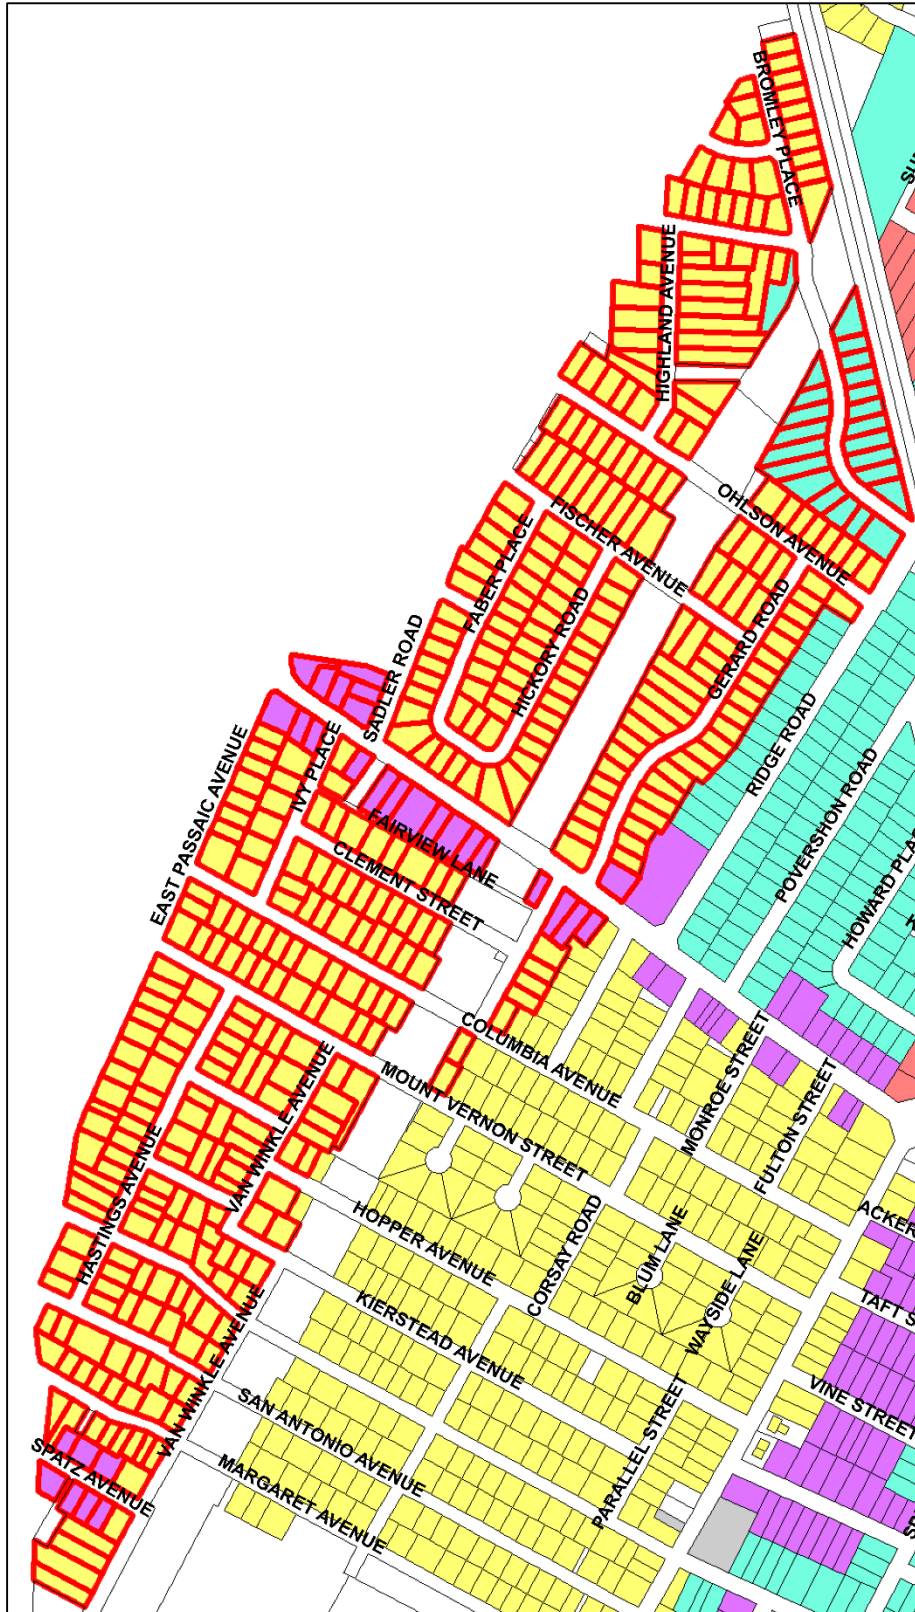 BROMLEY PLACE
SU
HIGHLAND AVENUE
OHLSON AVENUE
FISCHER AVENUE
FABER PLACE
HICKORY ROAD
GERARD ROAD
SADLER ROAD
RIDGE ROAD
IVY PLACE
EAST PASSAIC AVENUE
POVERSHON ROAD
FAIRVIEW LANE
CLEMENT STREET
HOWARD PLA
COLUMBIA AVENUE
MONROE STREET
MOUNT VERNON STREET
FULTON STREET
VAN WINKLE AVENUE
HASTINGS AVENUE
HOPPER AVENUE
CORSAY ROAD
BLUM LANE
WAYSIDE LANE
ACKER
KIERSTEAD AVENUE
TAFT S
VAN WINKLE AVENUE
VINE STREET
SAN ANTONIO AVENUE
PARALLEL STREET
SPATZ AVENUE
MARGARET AVENUE